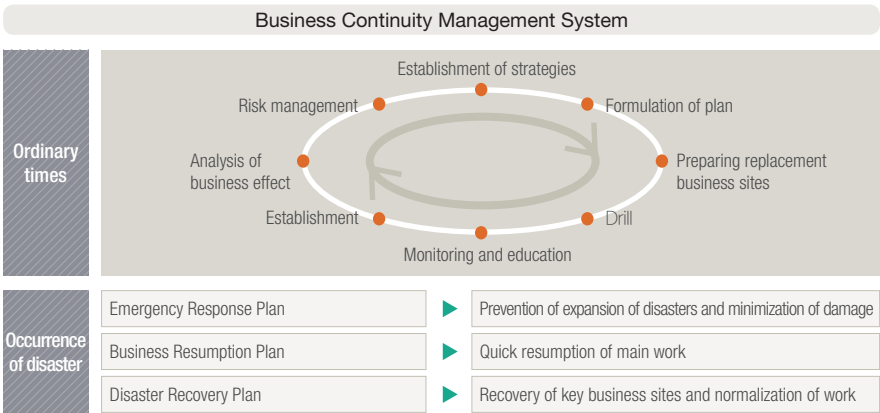 Business Continuity Management System
Ordinary
times
Establishment of strategies
Risk management
Formulation of plan
Analysis of
business effect
Preparing replacement
business sites
Establishment
Drill
Monitoring and education
Occurrence
of disaster
Emergency Response Plan
Prevention of expansion of disasters and minimization of damage
Business Resumption Plan
Quick resumption of main work
Disaster Recovery Plan
Recovery of key business sites and normalization of work